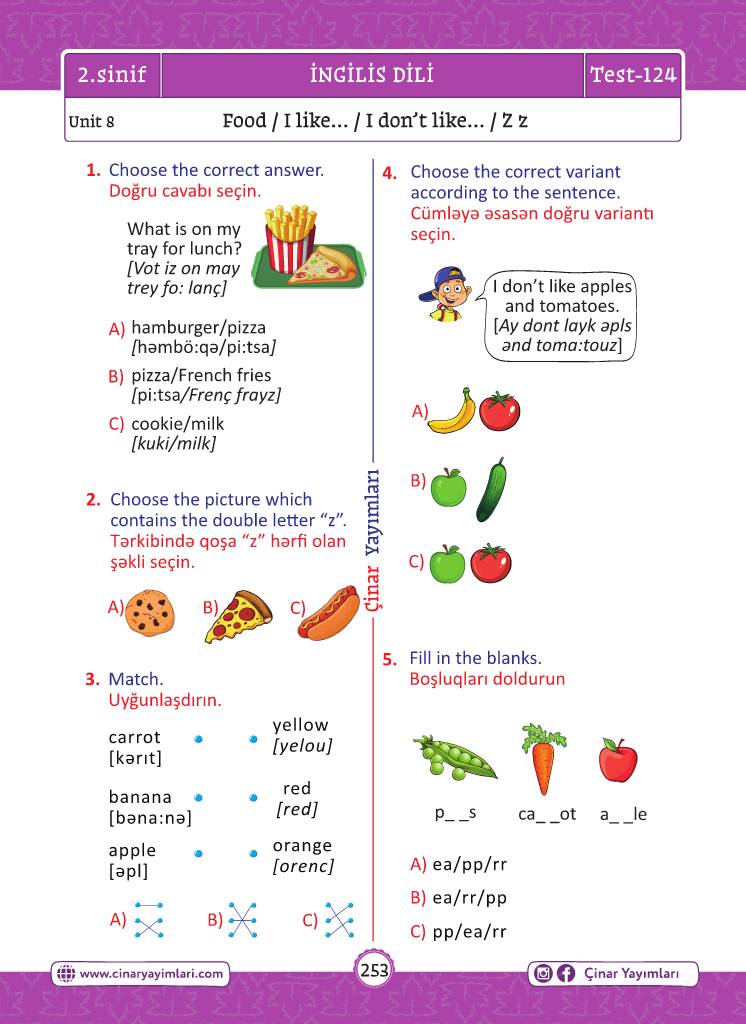 2.sinif
İNGİLİS DİLİ
Test-124
Unit 8
Food / I like... / I don't like... / Z z
1. Choose the correct answer.
Doğru cavabı seçin.
What is on my
tray for lunch?
[Vot iz on may
trey fo: lanç]
A) hamburger/pizza
[həmbö:qə/pi:tsa]
B) pizza/French fries
[pi:tsa/Frenç frayz]
C) cookie/milk
[kuki/milk]
2. Choose the picture which
contains the double letter “z”.
Tərkibində qoşa “z” hərfi olan
şəkli seçin.
A)
B)
C)
3. Match.
Uyğunlaşdırın.
carrot
[kərıt]
yellow
[yelou]
banana
[bəna:nə]
red
[red]
apple
[əpl]
orange
[orenc]
A)
B)
C)
Çinar Yayımları
4. Choose the correct variant
according to the sentence.
Cümləyə əsasən doğru variantı
seçin.
I don't like apples
and tomatoes.
[Ay dont layk əpls
ənd toma:touz]
A)
B)
C)
5. Fill in the blanks.
Boşluqları doldurun
p_ _s
ca_ _ot
a_ _le
A) ea/pp/rr
B) ea/rr/pp
C) pp/ea/rr
www.cinaryayimlari.com
253
Çinar Yayımları